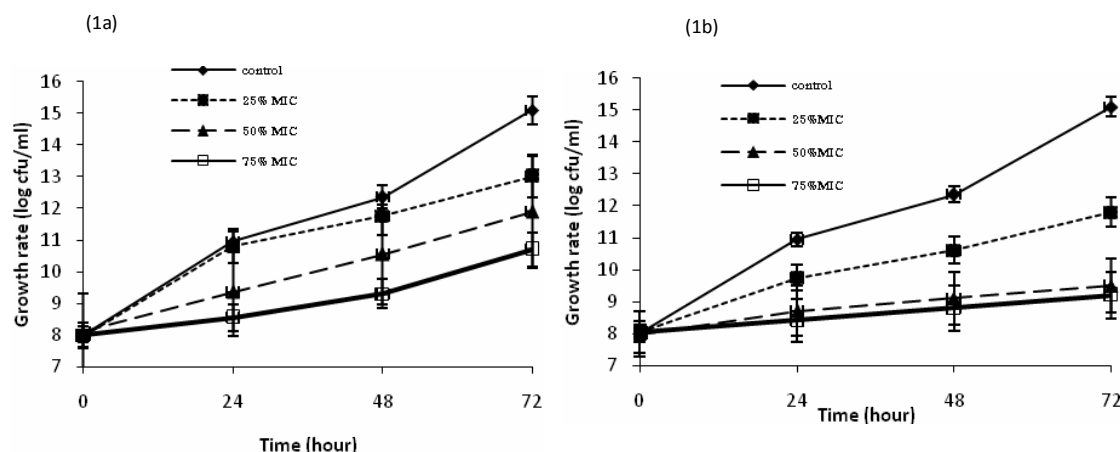 (1a)
control
25% MIC
50% MIC
75% MIC
Growth rate (log cfu/ml)
16
15
14
13
12
11
10
9
8
7
0 24 48 72
Time (hour)
(1b)
control
25%MIC
50%MIC
75%MIC
Growth rate (log cfu/ml)
16
15
14
13
12
11
10
9
8
7
0 24 48 72
Time (hour)